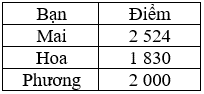 Bạn Điểm
Mai 2 524
Hoa 1 830
Phương 2 000